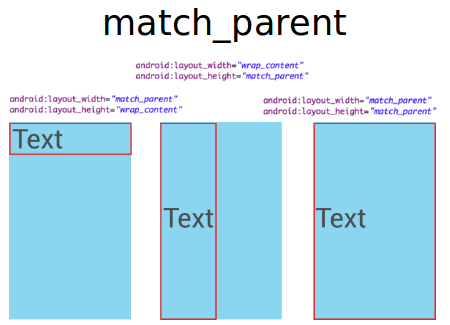 match_parent
android:layout_width="wrap_content"
android:layout_height="match_parent"
android:layout_width="match_parent"
android:layout_height="wrap_content"
android:layout_width="match_parent"
android:layout_height="match_parent"
Text
Text
Text